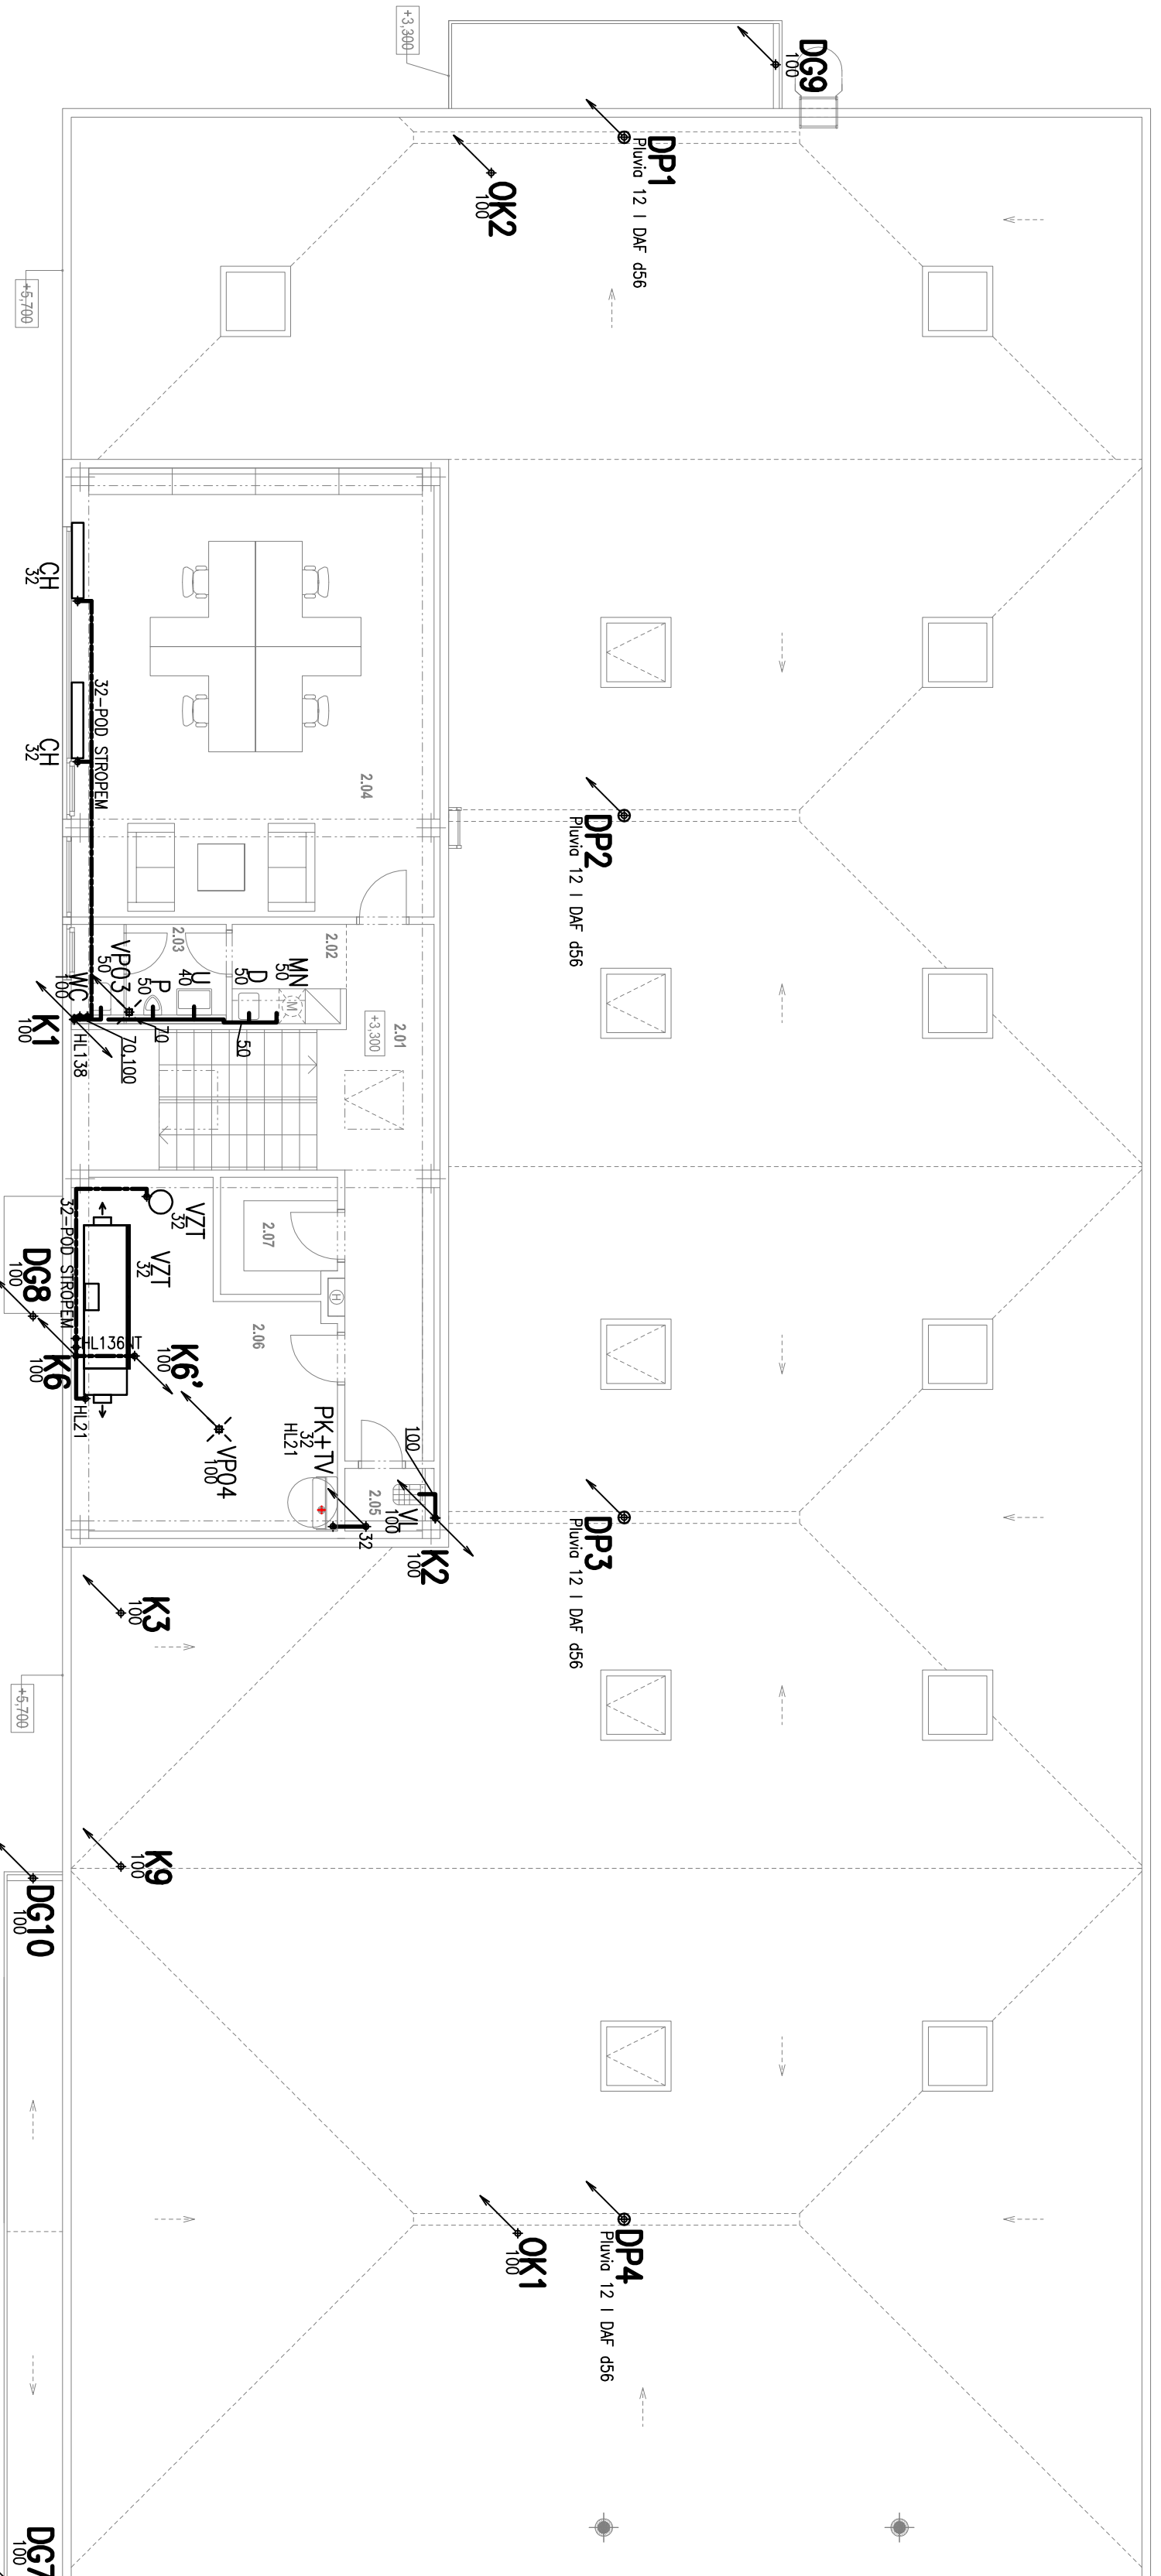 +3,300
DG9
100
DP1
Pluvia 12 l DAF d56
OK2
100
+5,700
CH
32
CH
32
32-POD STROPEM
2.04
DP2
Pluvia 12 l DAF d56
2.03
2.02
2.01
+3,300
MN
50
M
D
50
U
40
P
50
VP03
50
WC
100
K1
100
HL138
70,100
70
50
VZT
32
VZT
32
32-POD STROPEM
DG8
100
K6
100
HL136NT
K6'
100
HL21
VP04
100
2.07
H
2.06
PK+TV
32
HL21
2.05
32
100
VL
100
K2
100
DP3
Pluvia 12 l DAF d56
K3
100
+5,700
K9
100
DG10
100
DP4
Pluvia 12 l DAF d56
OK1
100
DG7
100